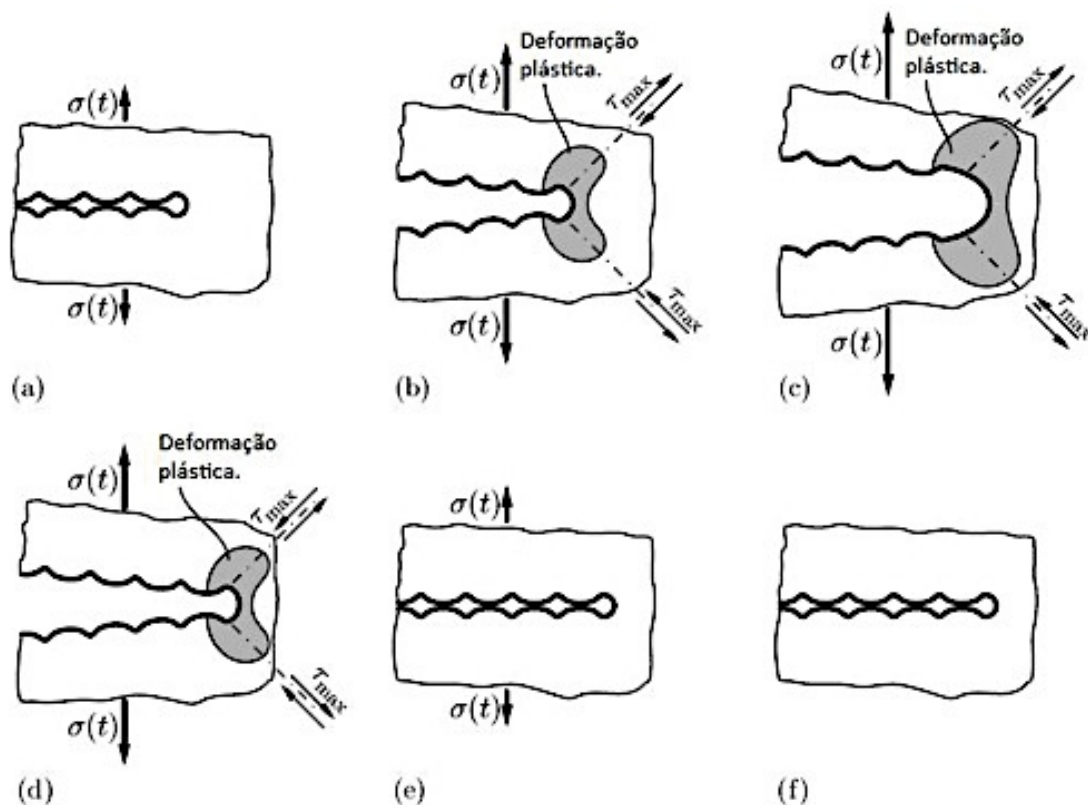 σ(t)
σ(t)
(a)
Deformação
plástica.
σ(t)
τmax
σ(t)
τmax
(b)
Deformação
plástica.
σ(t)
τmax
σ(t)
τmax
(c)
Deformação
plástica.
σ(t)
τmax
σ(t)
τmax
(d)
σ(t)
σ(t)
(e)
(f)